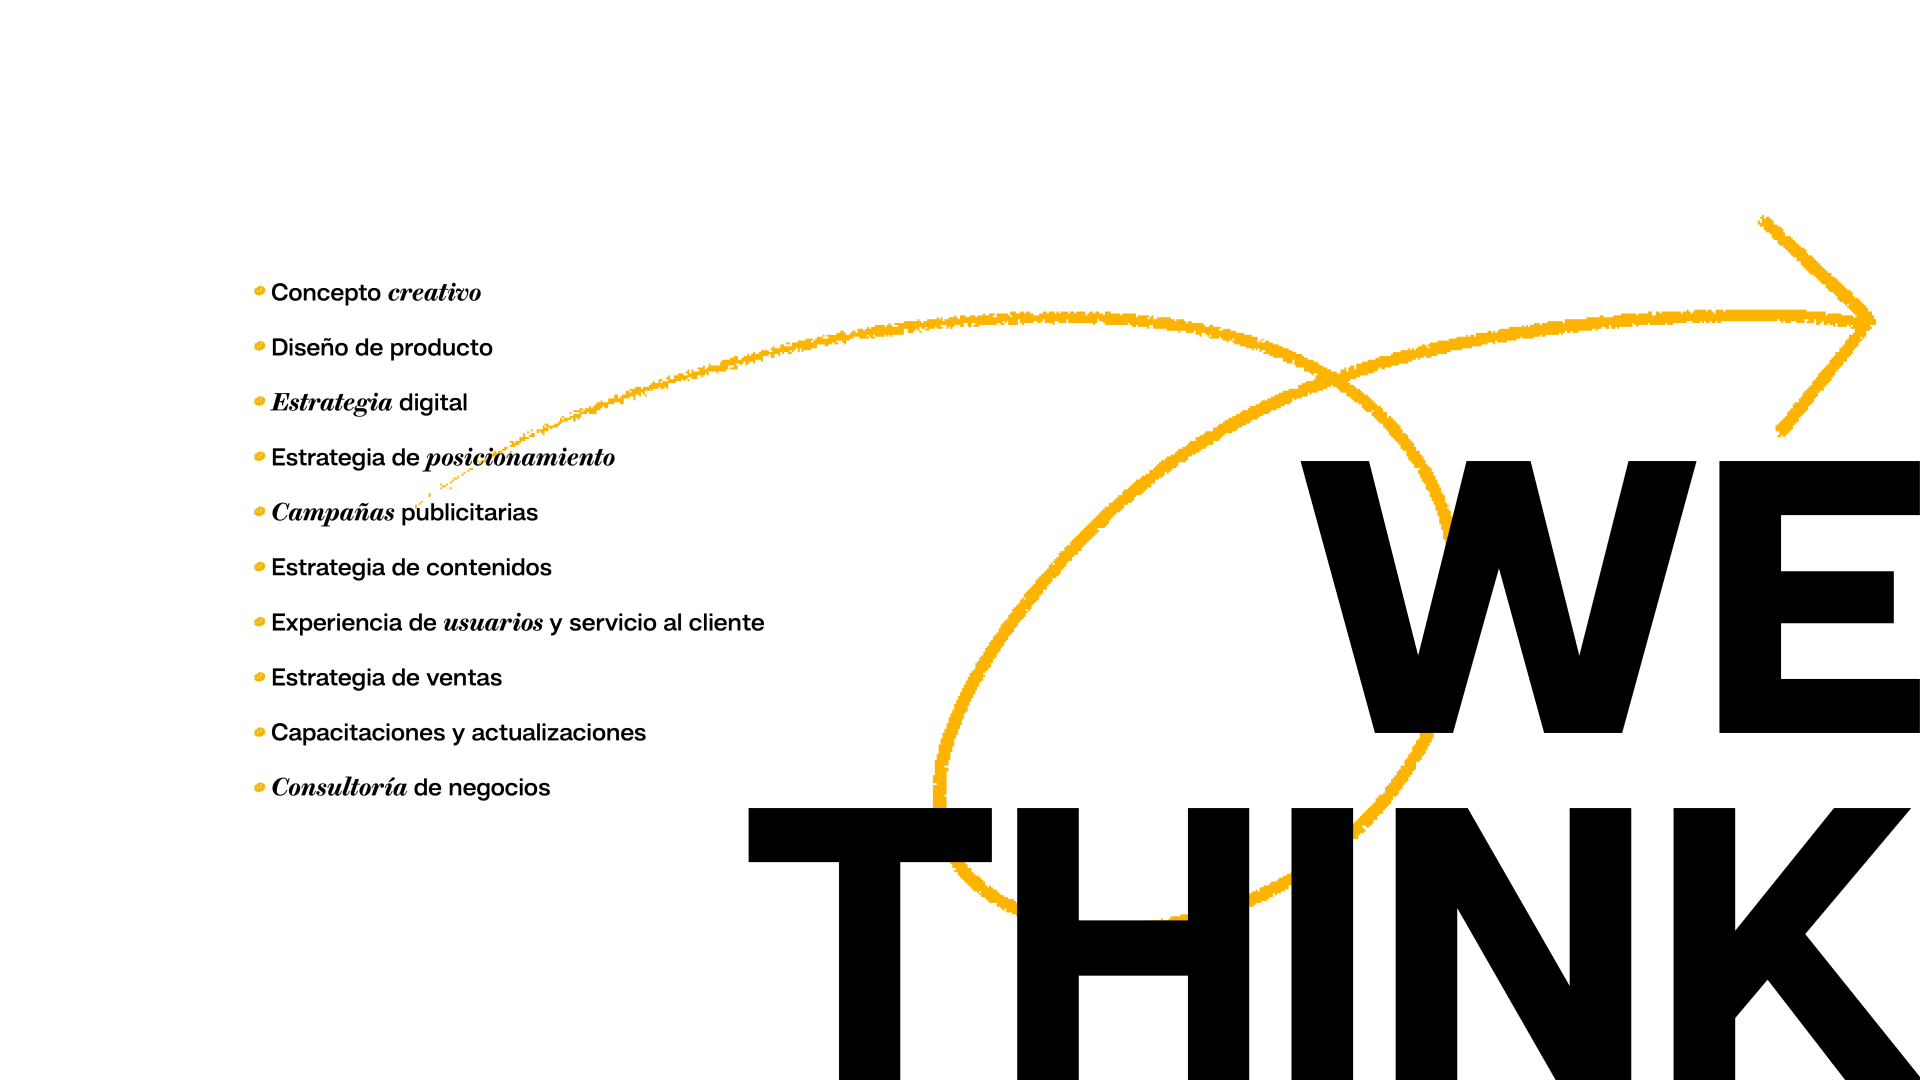 Concepto creativo
Diseño de producto
Estrategia digital
Estrategia de posicionamiento
Campañas publicitarias
Estrategia de contenidos
Experiencia de usuarios y servicio al cliente
Estrategia de ventas
Capacitaciones y actualizaciones
Consultoría de negocios
WE
THINK